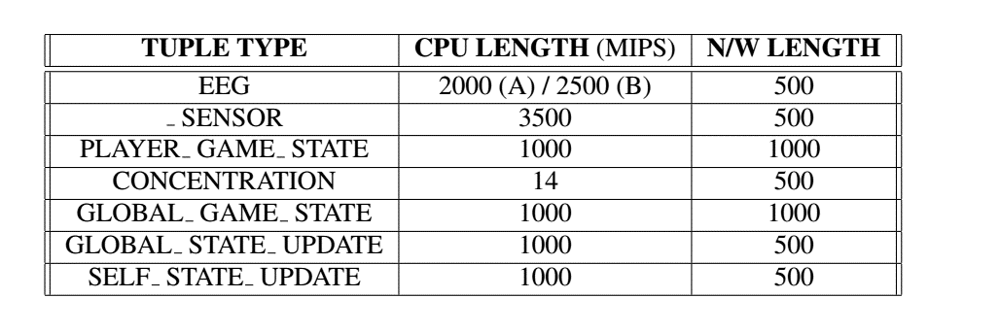 TUPLE TYPE CPU LENGTH (MIPS) N/W LENGTH
EEG 2000 (A) / 2500 (B) 500
_ SENSOR 3500 500
PLAYER_ GAME_ STATE 1000 1000
CONCENTRATION 14 500
GLOBAL_ GAME_ STATE 1000 1000
GLOBAL_ STATE_ UPDATE 1000 500
SELF_ STATE_ UPDATE 1000 500